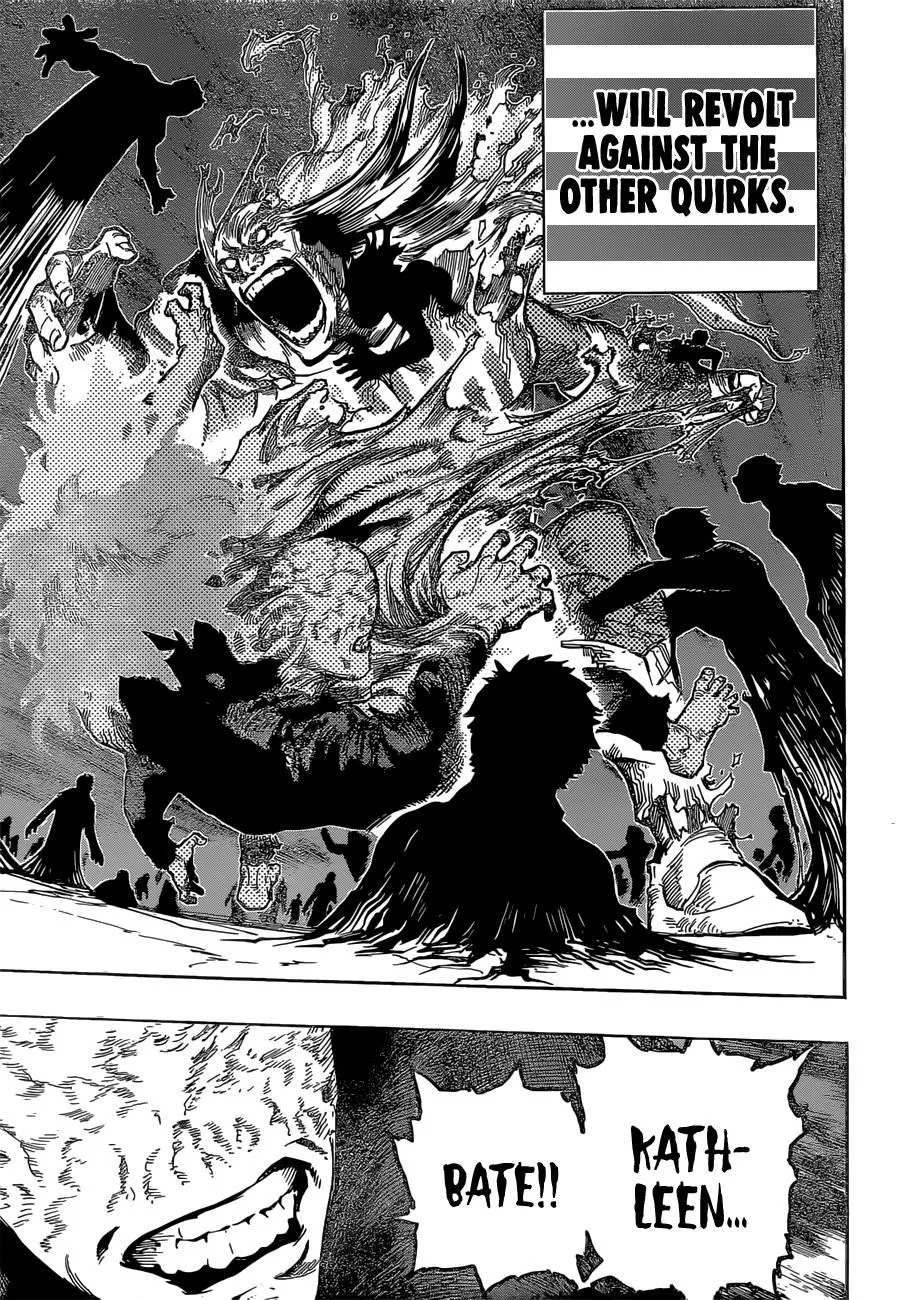 ...WILL REVOLT
AGAINST THE
OTHER QUIRKS.
KATH-
LEEN...
BATE!!